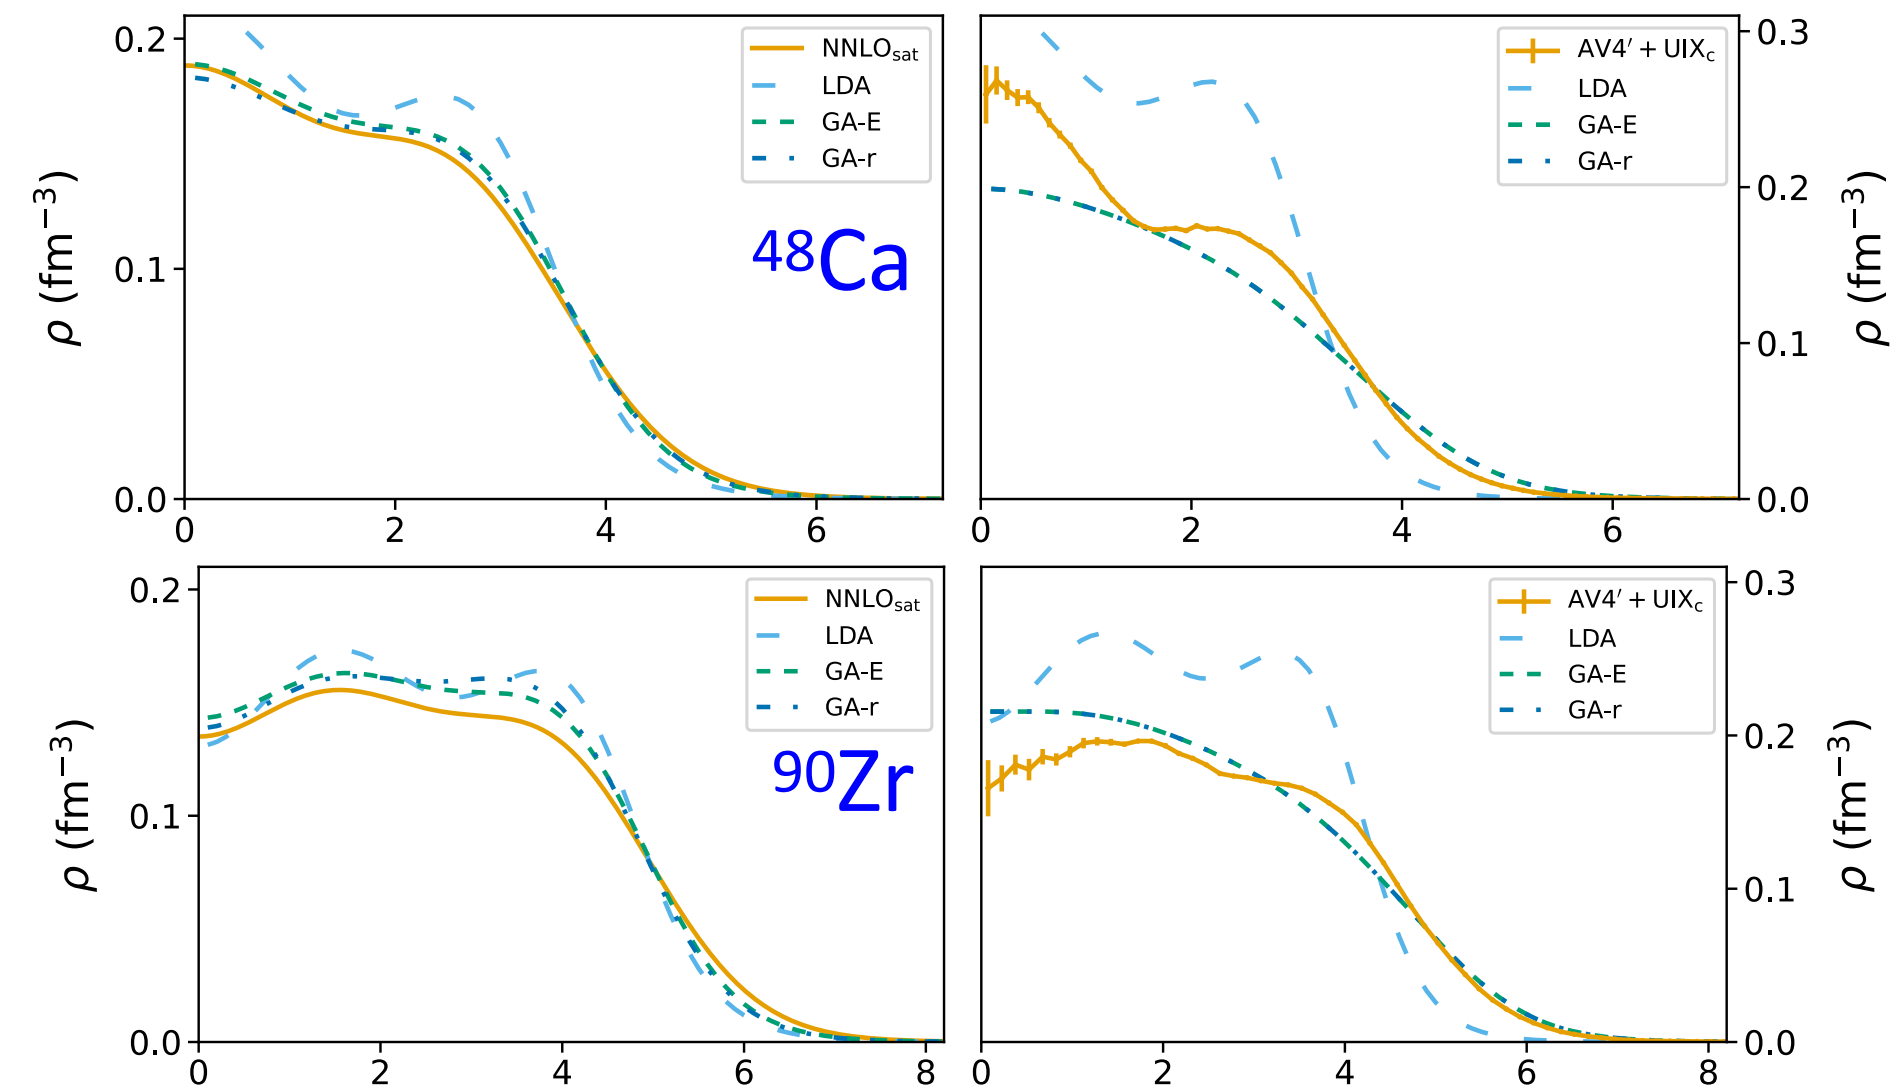 0.2
0.1
0.0
ρ (fm⁻³)
0 2 4 6
NNLOsat
LDA
GA-E
GA-r
⁴⁸Ca
0.3
0.2
0.1
0.0
ρ (fm⁻³)
0 2 4 6
AV4′ + UIXc
LDA
GA-E
GA-r
0.2
0.1
0.0
ρ (fm⁻³)
0 2 4 6 8
NNLOsat
LDA
GA-E
GA-r
⁹⁰Zr
0.3
0.2
0.1
0.0
ρ (fm⁻³)
0 2 4 6 8
AV4′ + UIXc
LDA
GA-E
GA-r